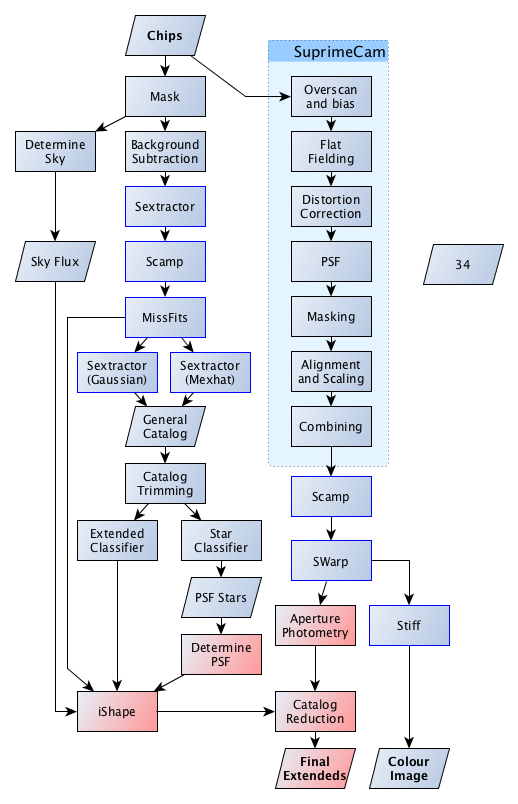 Chips
SuprimeCam
Mask
Overscan
and bias
Determine
Sky
Background
Subtraction
Flat
Fielding
Sextractor
Distortion
Correction
Sky Flux
Scamp
PSF
34
MissFits
Masking
Sextractor
(Gaussian)
Sextractor
(Mexhat)
Alignment
and Scaling
General
Catalog
Combining
Catalog
Trimming
Scamp
Extended
Classifier
Star
Classifier
SWarp
PSF Stars
Aperture
Photometry
Stiff
Determine
PSF
iShape
Catalog
Reduction
Final
Extendeds
Colour
Image